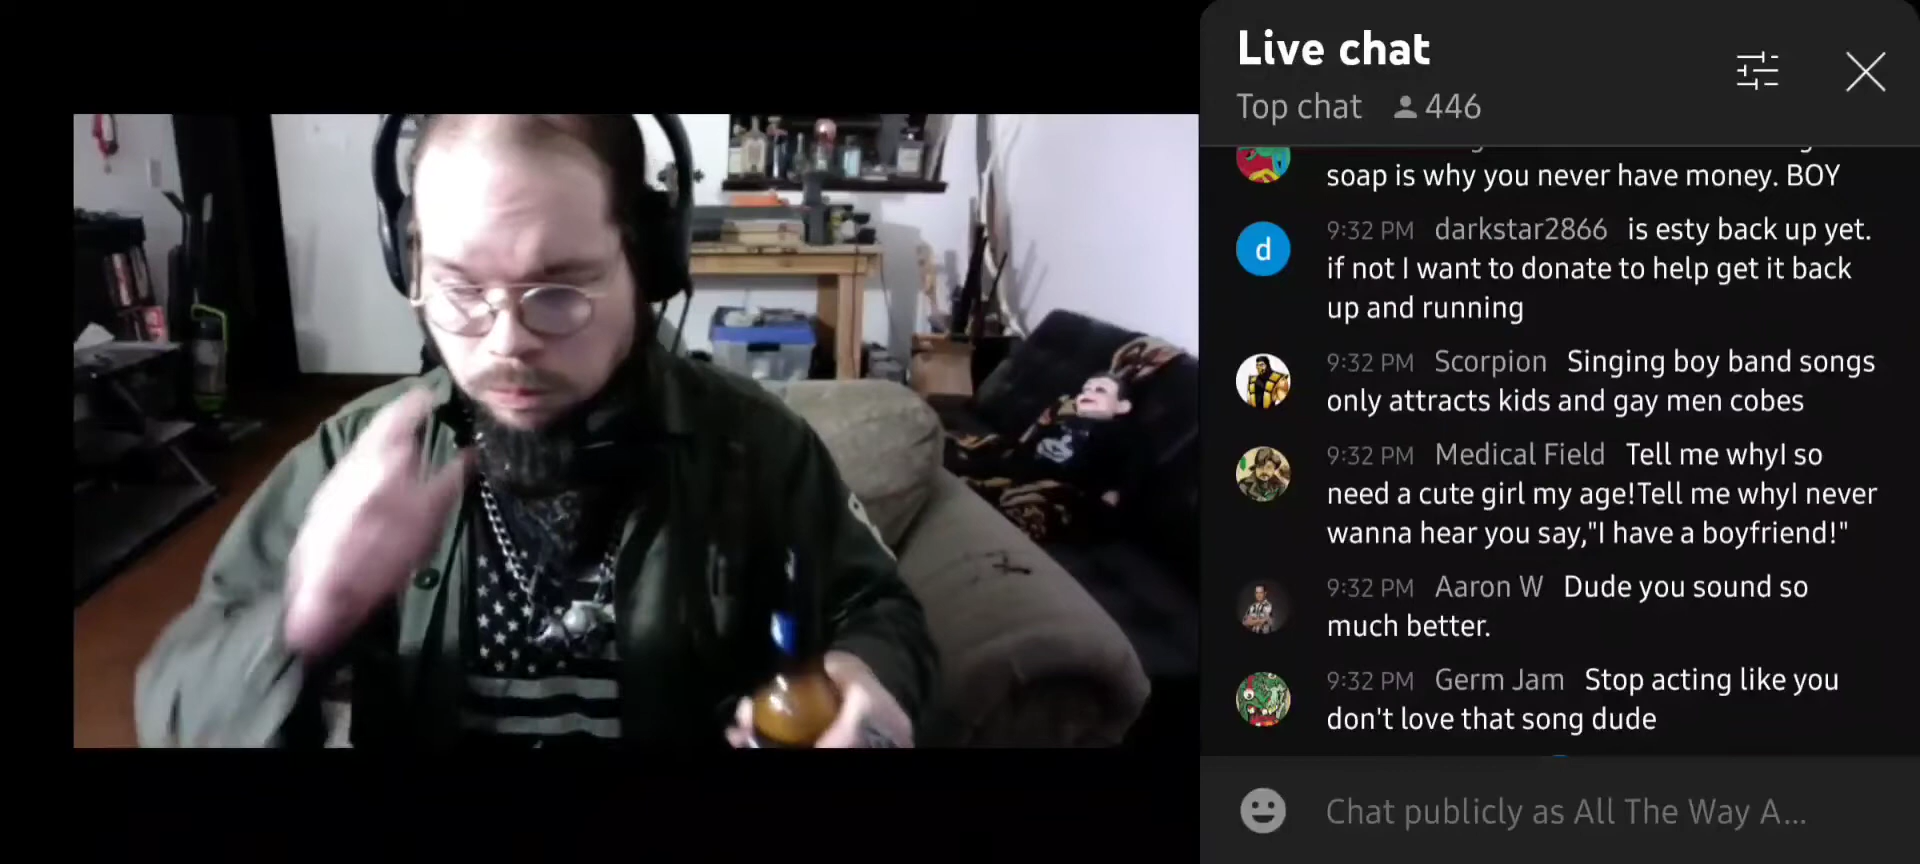 Live chat
Top chat 446
soap is why you never have money. BOY
9:32 PM darkstar2866 is esty back up yet.
if not I want to donate to help get it back
up and running
9:32 PM Scorpion Singing boy band songs
only attracts kids and gay men cobes
9:32 PM Medical Field Tell me whyI so
need a cute girl my age!Tell me whyI never
wanna hear you say,"I have a boyfriend!"
9:32 PM Aaron W Dude you sound so
much better.
9:32 PM Germ Jam Stop acting like you
don't love that song dude
Chat publicly as All The Way A...
d